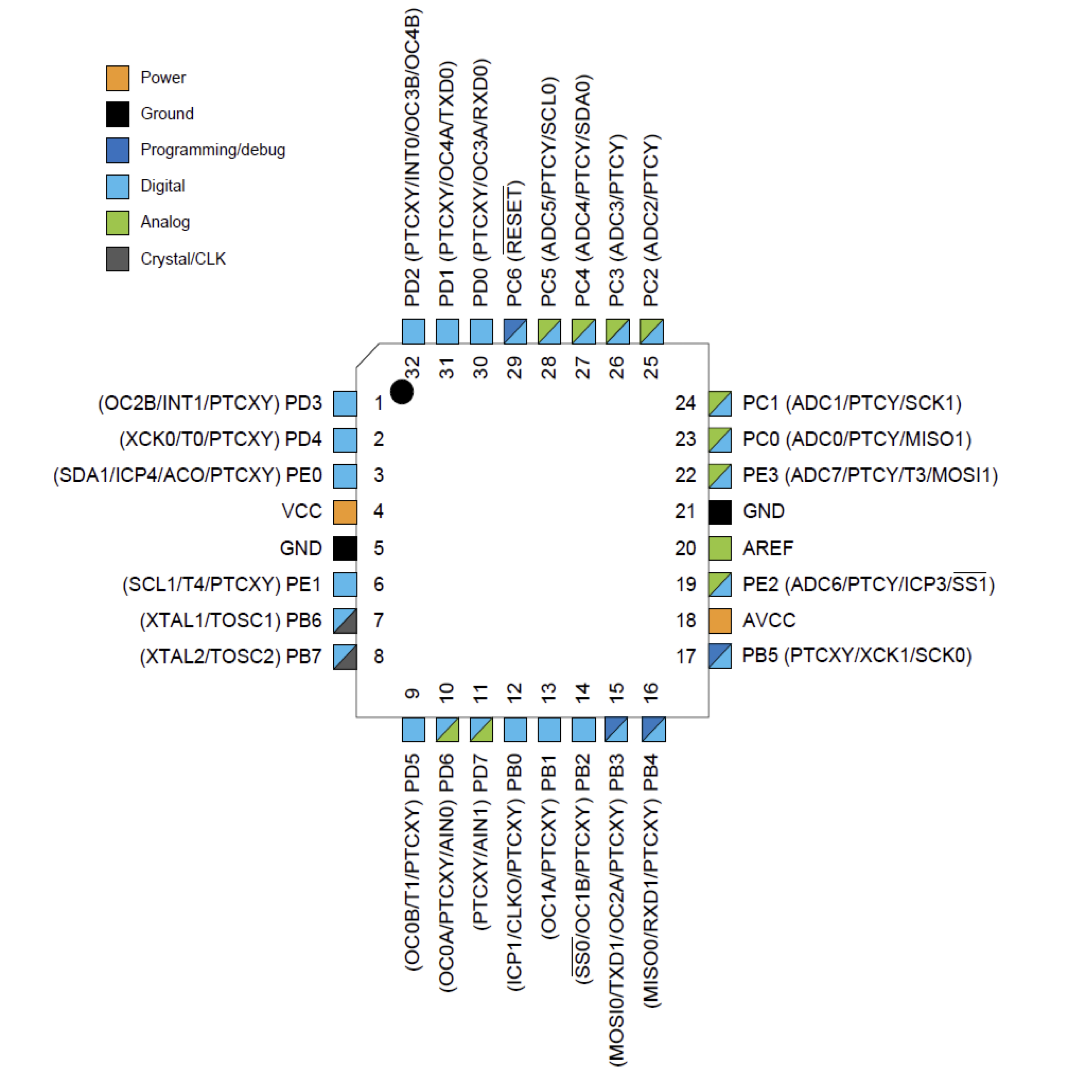 Power
Ground
Programming/debug
Digital
Analog
Crystal/CLK
PD2 (PTCXY/INT0/OC3B/OC4B)
PD1 (PTCXY/OC4A/TXD0)
PD0 (PTCXY/OC3A/RXD0)
PC6 (RESET)
PC5 (ADC5/PTCY/SCL0)
PC4 (ADC4/PTCY/SDA0)
PC3 (ADC3/PTCY)
PC2 (ADC2/PTCY)
32
31
30
29
28
27
26
25
(OC2B/INT1/PTCXY) PD3 1
(XCK0/T0/PTCXY) PD4 2
(SDA1/ICP4/ACO/PTCXY) PE0 3
VCC 4
GND 5
(SCL1/T4/PTCXY) PE1 6
(XTAL1/TOSC1) PB6 7
(XTAL2/TOSC2) PB7 8
24 PC1 (ADC1/PTCY/SCK1)
23 PC0 (ADC0/PTCY/MISO1)
22 PE3 (ADC7/PTCY/T3/MOSI1)
21 GND
20 AREF
19 PE2 (ADC6/PTCY/ICP3/SS1)
18 AVCC
17 PB5 (PTCXY/XCK1/SCK0)
9
10
11
12
13
14
15
16
(OC0B/T1/PTCXY) PD5
(OC0A/PTCXY/AIN0) PD6
(PTCXY/AIN1) PD7
(ICP1/CLKO/PTCXY) PB0
(OC1A/PTCXY) PB1
(SS0/OC1B/PTCXY) PB2
(MOSI0/TXD1/OC2A/PTCXY) PB3
(MISO0/RXD1/PTCXY) PB4